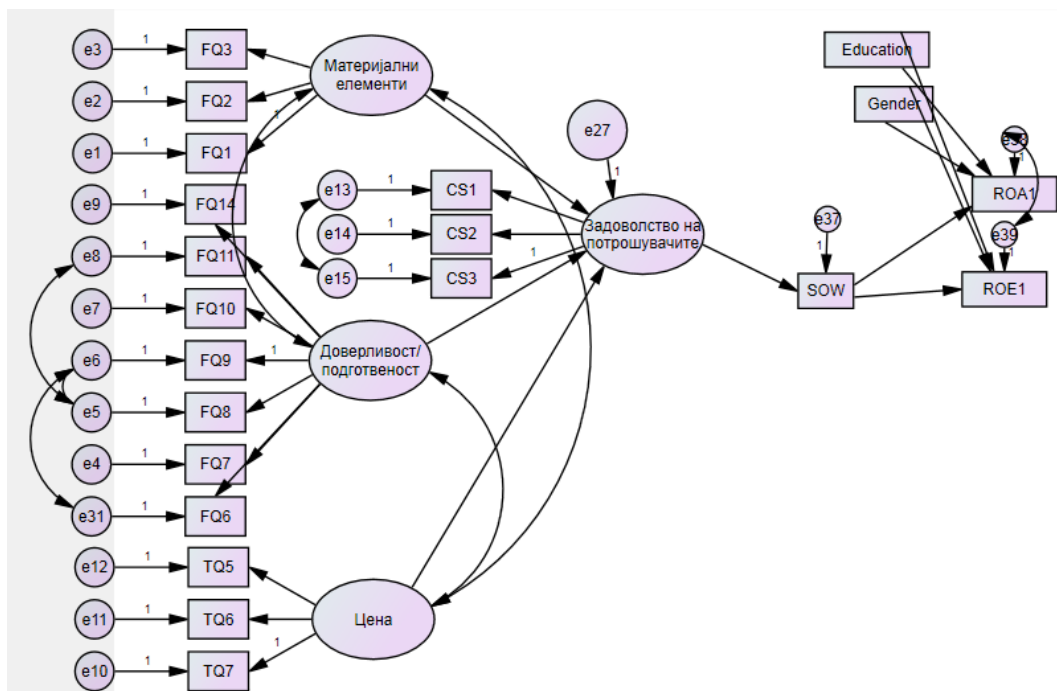 e3 1 FQ3
e2 1 FQ2
e1 1 FQ1
e9 1 FQ14
e8 1 FQ11
e7 1 FQ10
e6 1 FQ9
e5 1 FQ8
e4 1 FQ7
e31 1 FQ6
e12 1 TQ5
e11 1 TQ6
e10 1 TQ7
Материјални
елементи
1
e13 1 CS1
e14 1 CS2
e15 1 CS3
1
Доверливост/
подготвеност
1
Цена
1
e27
1
Задоволство на
потрошувачите
e37
1
SOW
Education
Gender
e38
1
ROA1
e39
1
ROE1